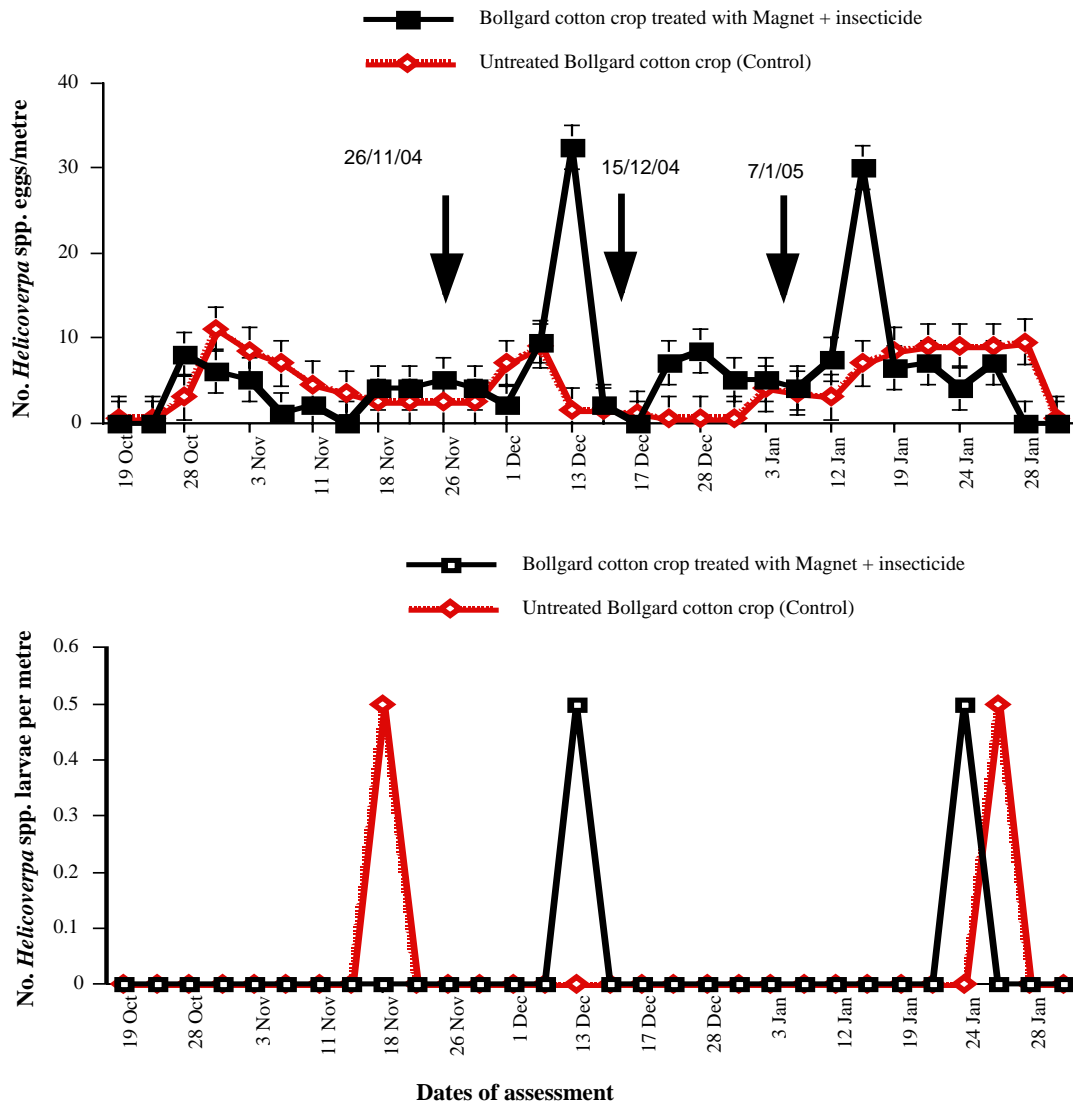 Bollgard cotton crop treated with Magnet + insecticide
Untreated Bollgard cotton crop (Control)
No. Helicoverpa spp. eggs/metre
40
30
20
10
0
26/11/04
15/12/04
7/1/05
19 Oct
28 Oct
3 Nov
11 Nov
18 Nov
26 Nov
1 Dec
13 Dec
17 Dec
28 Dec
3 Jan
12 Jan
19 Jan
24 Jan
28 Jan
Bollgard cotton crop treated with Magnet + insecticide
Untreated Bollgard cotton crop (Control)
No. Helicoverpa spp. larvae per metre
0.6
0.5
0.4
0.3
0.2
0.1
0
19 Oct
28 Oct
3 Nov
11 Nov
18 Nov
26 Nov
1 Dec
13 Dec
17 Dec
28 Dec
3 Jan
12 Jan
19 Jan
24 Jan
28 Jan
Dates of assessment